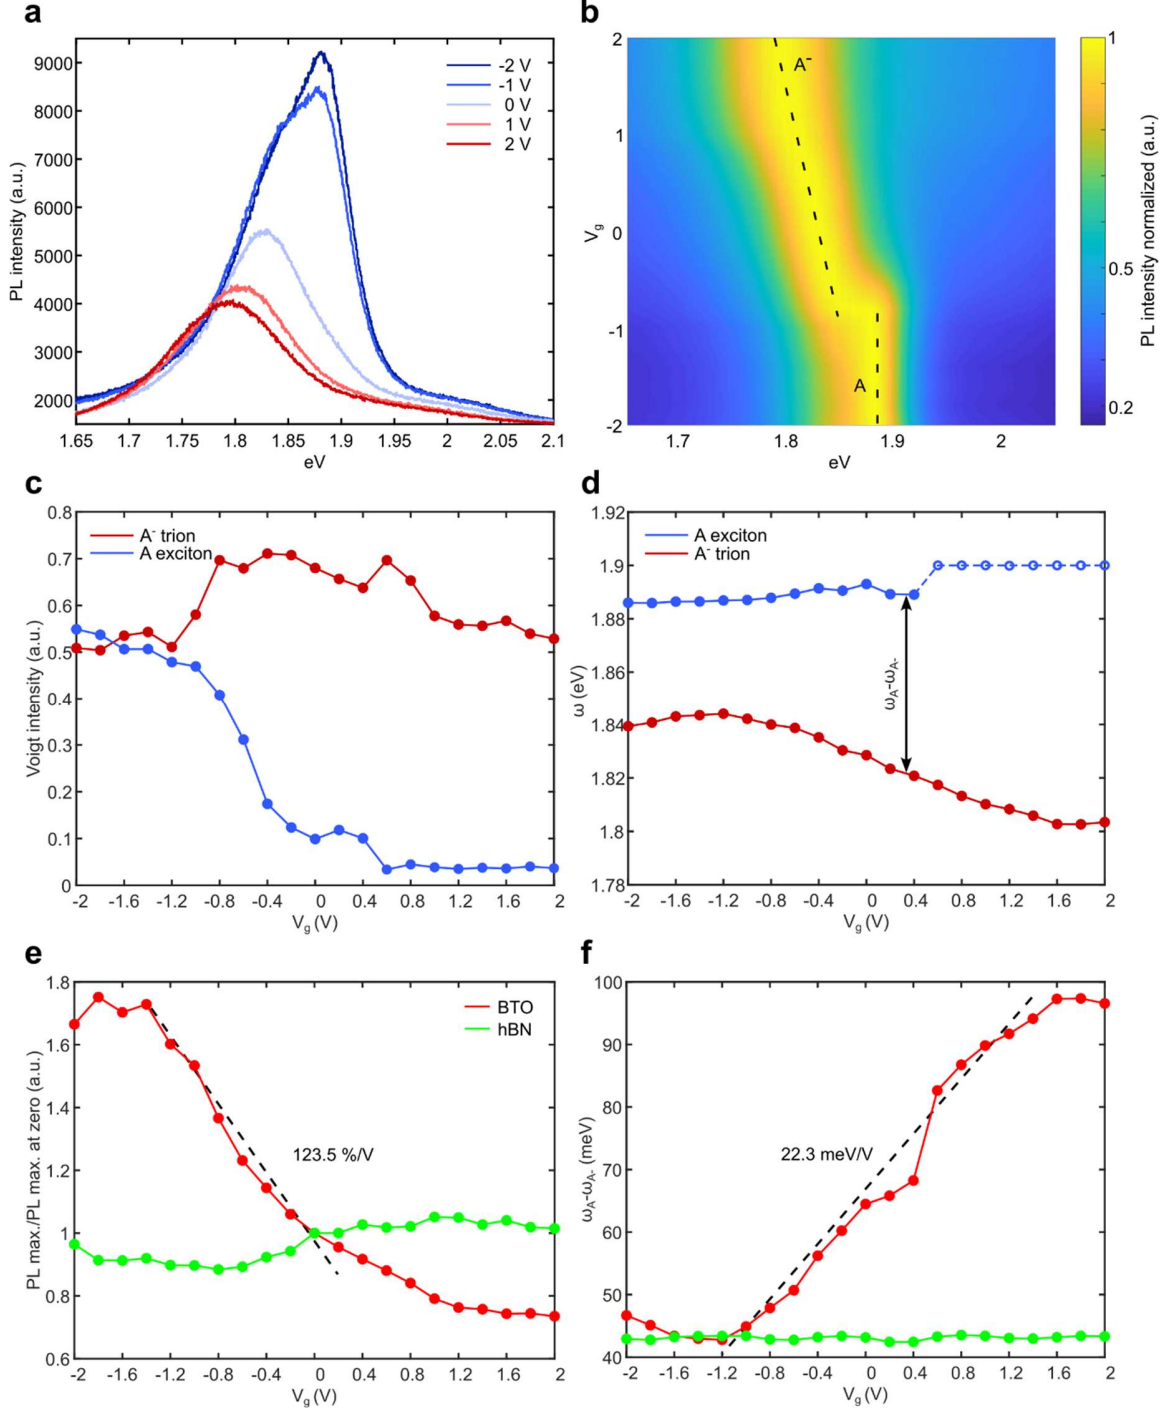 a
PL intensity (a.u.)
9000
8000
7000
6000
5000
4000
3000
2000
-2 V
-1 V
0 V
1 V
2 V
1.65 1.7 1.75 1.8 1.85 1.9 1.95 2 2.05 2.1
eV
b
V_g
2
1
0
-1
-2
A⁻
A
1.7 1.8 1.9 2
eV
1
0.5
0.2
PL intensity normalized (a.u.)
c
Voigt intensity (a.u.)
0.8
0.7
0.6
0.5
0.4
0.3
0.2
0.1
0
A⁻ trion
A exciton
-2 -1.6 -1.2 -0.8 -0.4 0 0.4 0.8 1.2 1.6 2
V_g (V)
d
ω (eV)
1.92
1.9
1.88
1.86
1.84
1.82
1.8
1.78
A exciton
A⁻ trion
ω_A-ω_A-
-2 -1.6 -1.2 -0.8 -0.4 0 0.4 0.8 1.2 1.6 2
V_g (V)
e
PL max./PL max. at zero (a.u.)
1.8
1.6
1.4
1.2
1
0.8
0.6
BTO
hBN
123.5 %/V
-2 -1.6 -1.2 -0.8 -0.4 0 0.4 0.8 1.2 1.6 2
V_g (V)
f
ω_A-ω_A- (meV)
100
90
80
70
60
50
40
22.3 meV/V
-2 -1.6 -1.2 -0.8 -0.4 0 0.4 0.8 1.2 1.6 2
V_g (V)